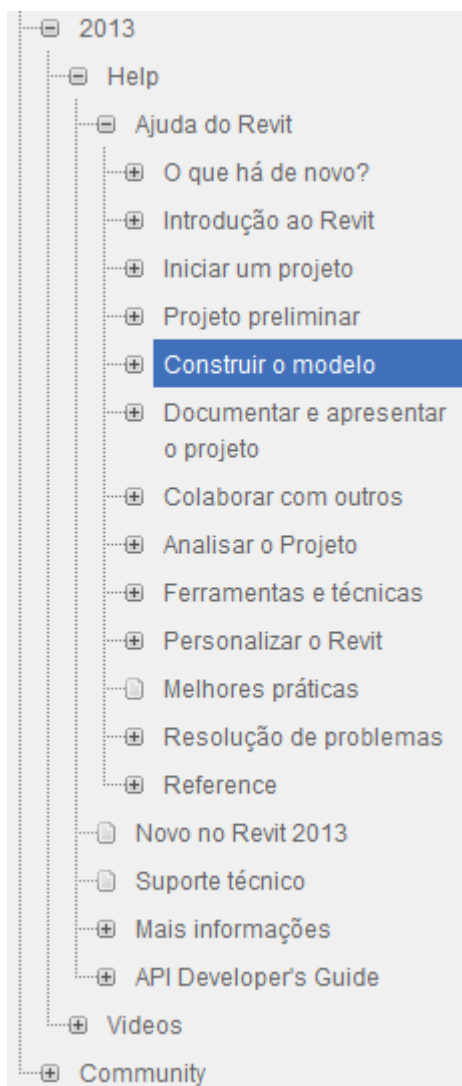 2013
Help
Ajuda do Revit
O que há de novo?
Introdução ao Revit
Iniciar um projeto
Projeto preliminar
Construir o modelo
Documentar e apresentar
o projeto
Colaborar com outros
Analisar o Projeto
Ferramentas e técnicas
Personalizar o Revit
Melhores práticas
Resolução de problemas
Reference
Novo no Revit 2013
Suporte técnico
Mais informações
API Developer's Guide
Videos
Community